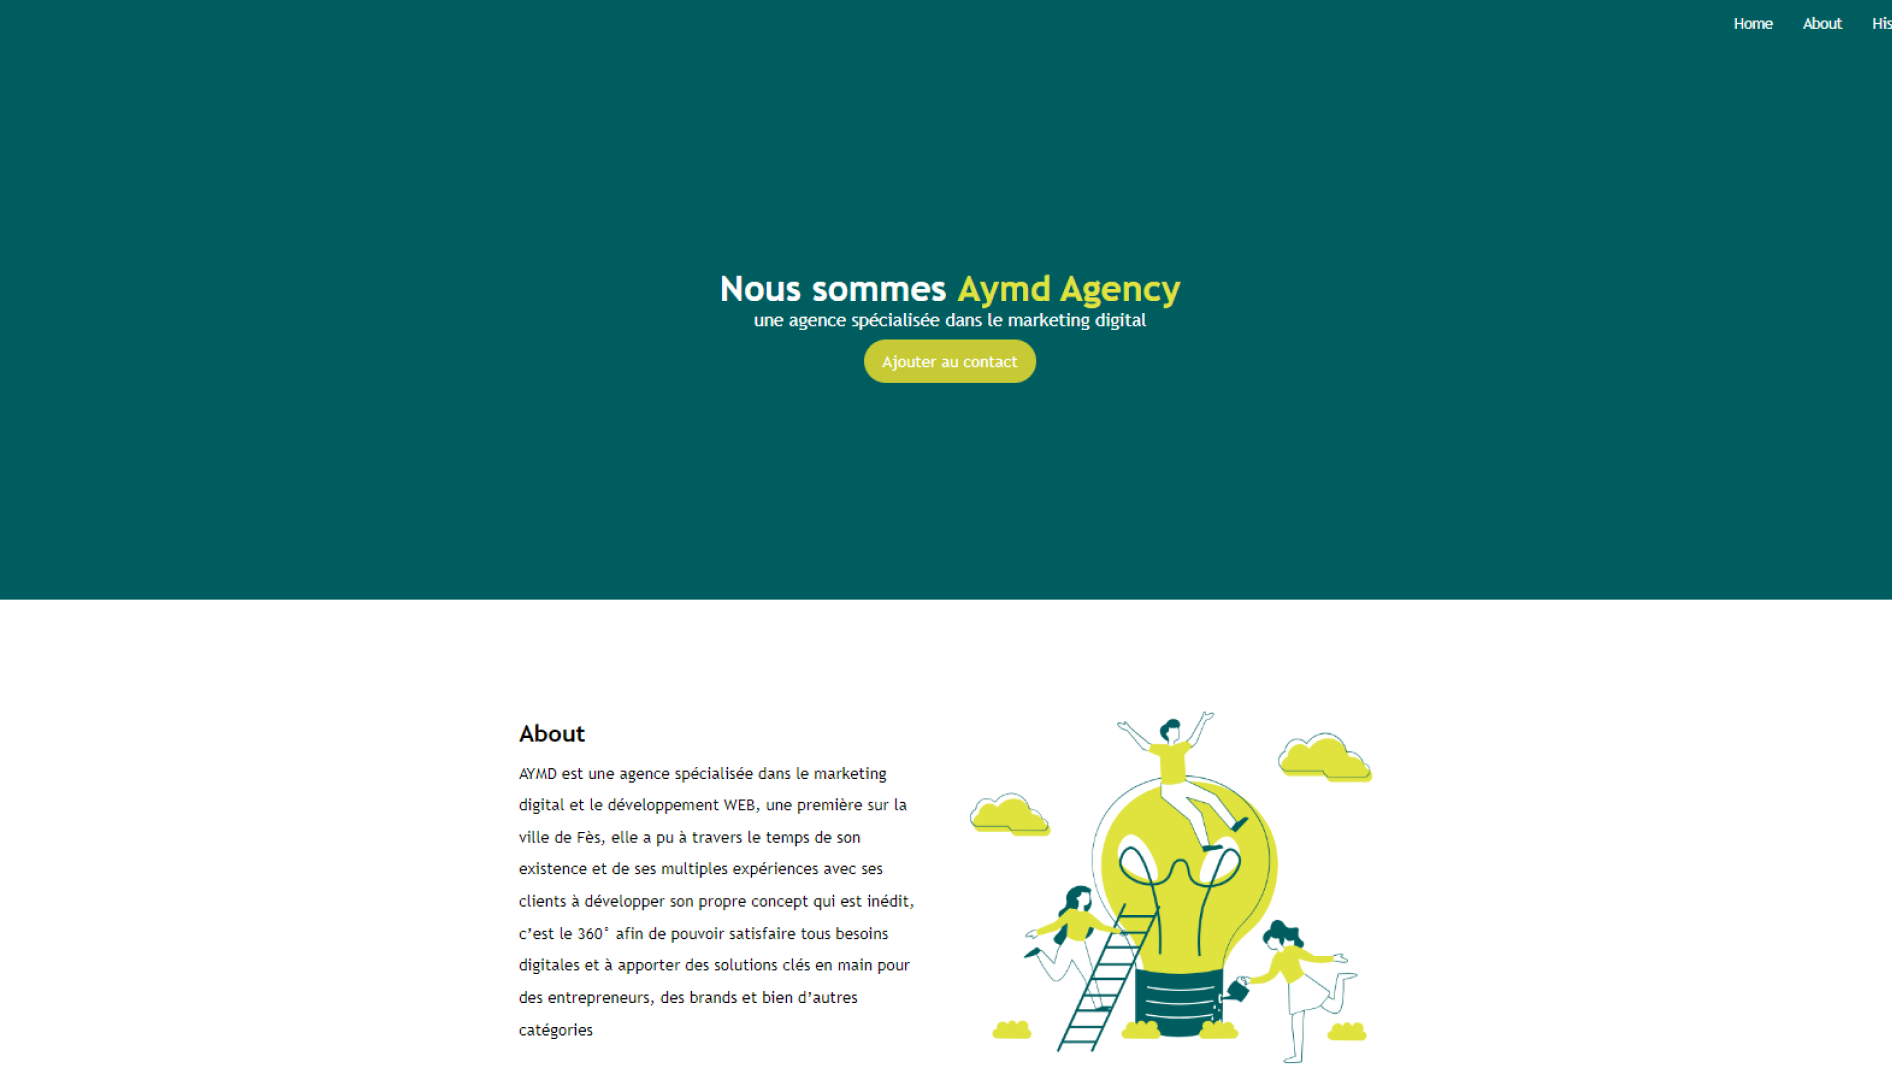 Home About His
Nous sommes Aymd Agency
une agence spécialisée dans le marketing digital
Ajouter au contact
About
AYMD est une agence spécialisée dans le marketing
digital et le développement WEB, une première sur la
ville de Fès, elle a pu à travers le temps de son
existence et de ses multiples expériences avec ses
clients à développer son propre concept qui est inédit,
c’est le 360° afin de pouvoir satisfaire tous besoins
digitales et à apporter des solutions clés en main pour
des entrepreneurs, des brands et bien d’autres
catégories